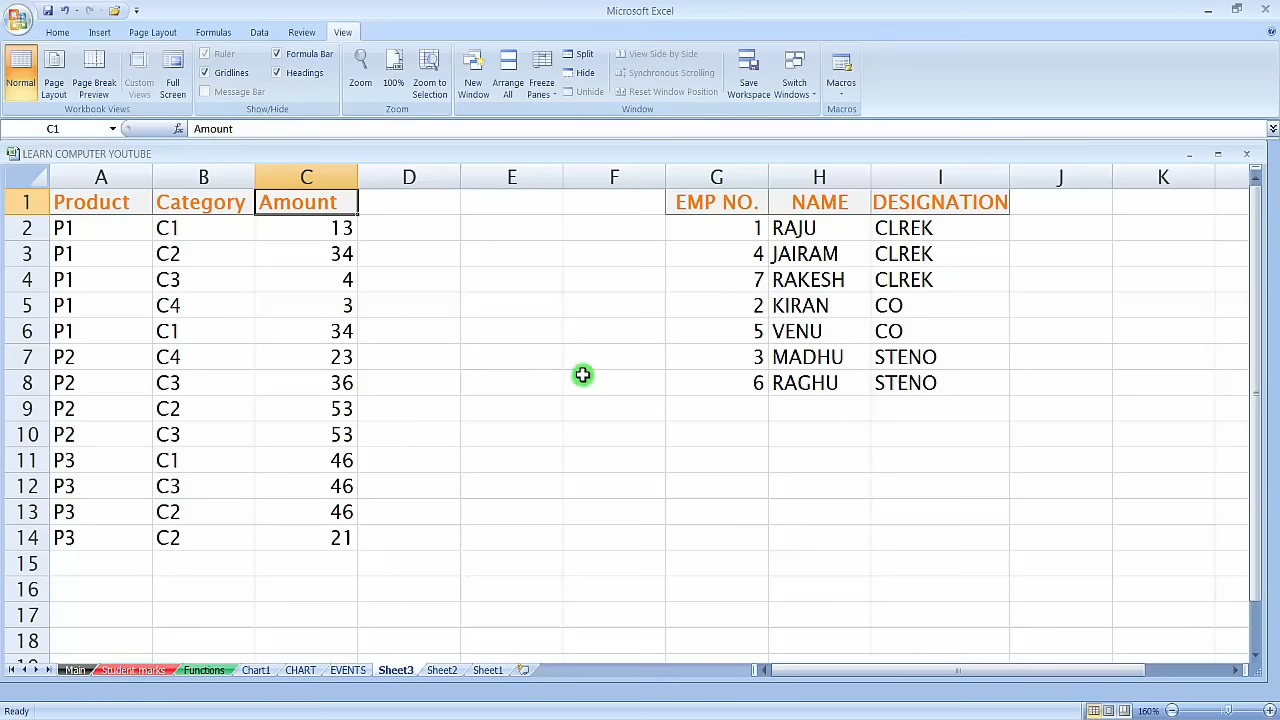 Microsoft Excel
Home Insert Page Layout Formulas Data Review View
Normal
Page Layout
Page Break Preview
Custom Views
Full Screen
Workbook Views
Ruler
Formula Bar
Gridlines
Headings
Message Bar
Show/Hide
Zoom
100%
Zoom to Selection
Zoom
New Window
Arrange All
Freeze Panes
Split
Hide
Unhide
View Side by Side
Synchronous Scrolling
Reset Window Position
Window
Save Workspace
Switch Windows
Macros
Macros
C1 fx Amount
LEARN COMPUTER YOUTUBE
A B C D E F G H I J K
1 Product Category Amount EMP NO. NAME DESIGNATION
2 P1 C1 13 1 RAJU CLREK
3 P1 C2 34 4 JAIRAM CLREK
4 P1 C3 4 7 RAKESH CLREK
5 P1 C4 3 2 KIRAN CO
6 P1 C1 34 5 VENU CO
7 P2 C4 23 3 MADHU STENO
8 P2 C3 36 6 RAGHU STENO
9 P2 C2 53
10 P2 C3 53
11 P3 C1 46
12 P3 C3 46
13 P3 C2 46
14 P3 C2 21
15
16
17
18
Main Student marks Functions Chart1 CHART EVENTS Sheet3 Sheet2 Sheet1
Ready 160%